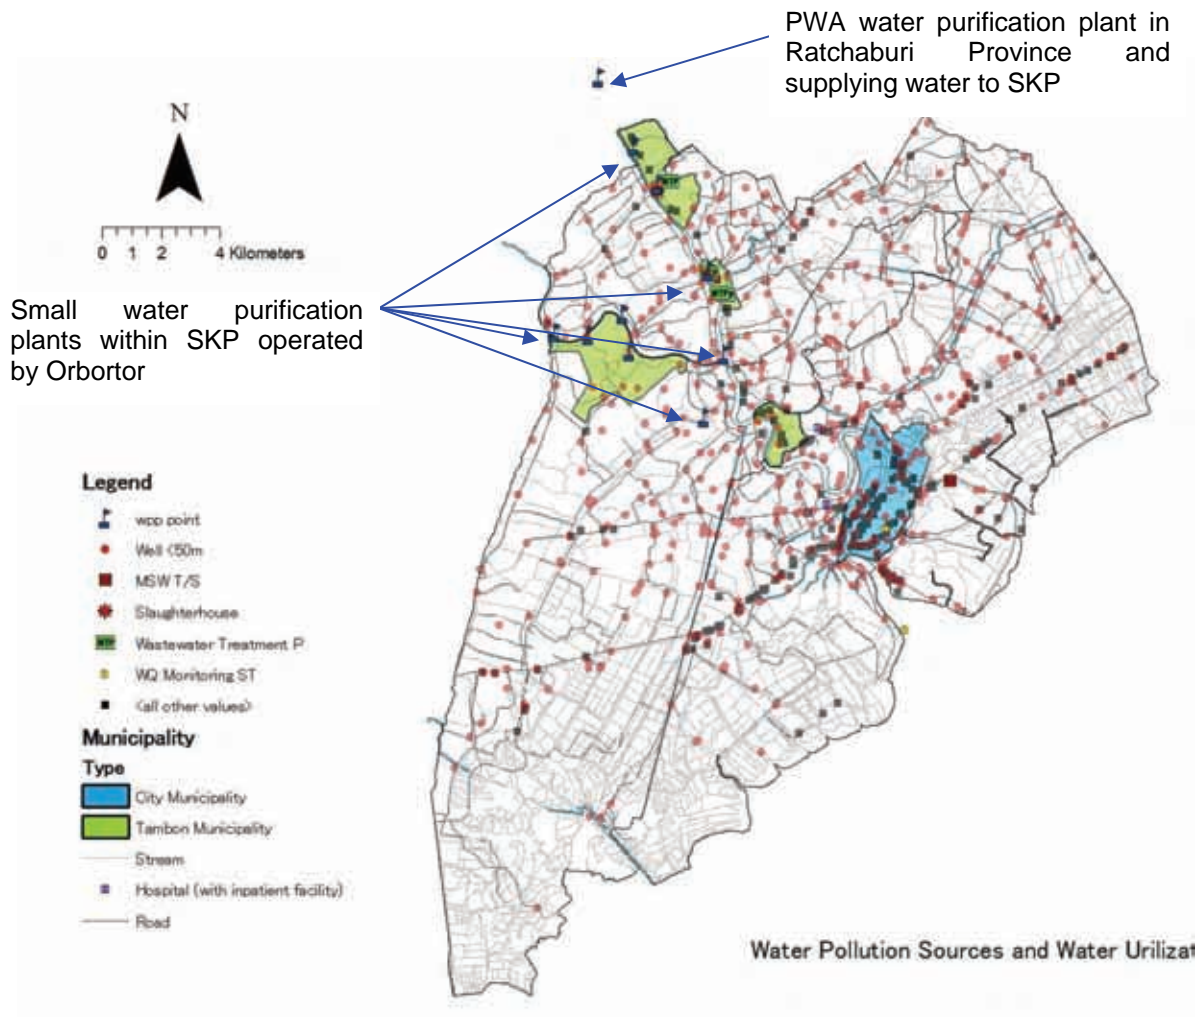 PWA water purification plant in
Ratchaburi Province and
supplying water to SKP
N
0 1 2 4 Kilometers
Small water purification
plants within SKP operated
by Orbortor
Legend
wpp point
Well <50m
MSW T/S
Slaughterhouse
WTP Wastewater Treatment P
WQ Monitoring ST
<all other values>
Municipality
Type
City Municipality
Tambon Municipality
Stream
Hospital (with inpatient facility)
Road
Water Pollution Sources and Water Urilizat